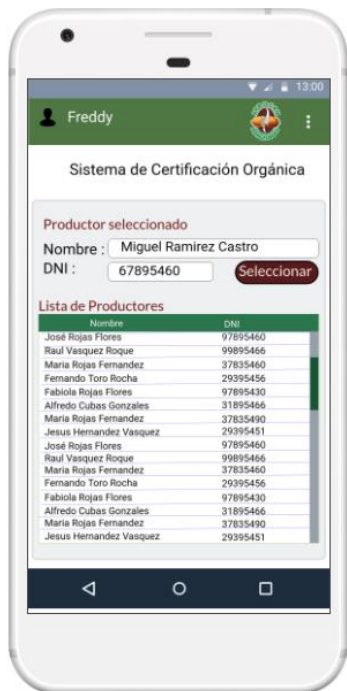 13:00
Freddy
Sistema de Certificación Orgánica
Productor seleccionado
Nombre : Miguel Ramirez Castro
DNI : 67895460 Seleccionar
Lista de Productores
Nombre DNI
José Rojas Flores 97895460
Raul Vasquez Roque 99895466
Maria Rojas Fernandez 37835460
Fernando Toro Rocha 29395456
Fabiola Rojas Flores 97895430
Alfredo Cubas Gonzales 31895466
Maria Rojas Fernandez 37835490
Jesus Hernandez Vasquez 29395451
José Rojas Flores 97895460
Raul Vasquez Roque 99895466
Maria Rojas Fernandez 37835460
Fernando Toro Rocha 29395456
Fabiola Rojas Flores 97895430
Alfredo Cubas Gonzales 31895466
Maria Rojas Fernandez 37835490
Jesus Hernandez Vasquez 29395451